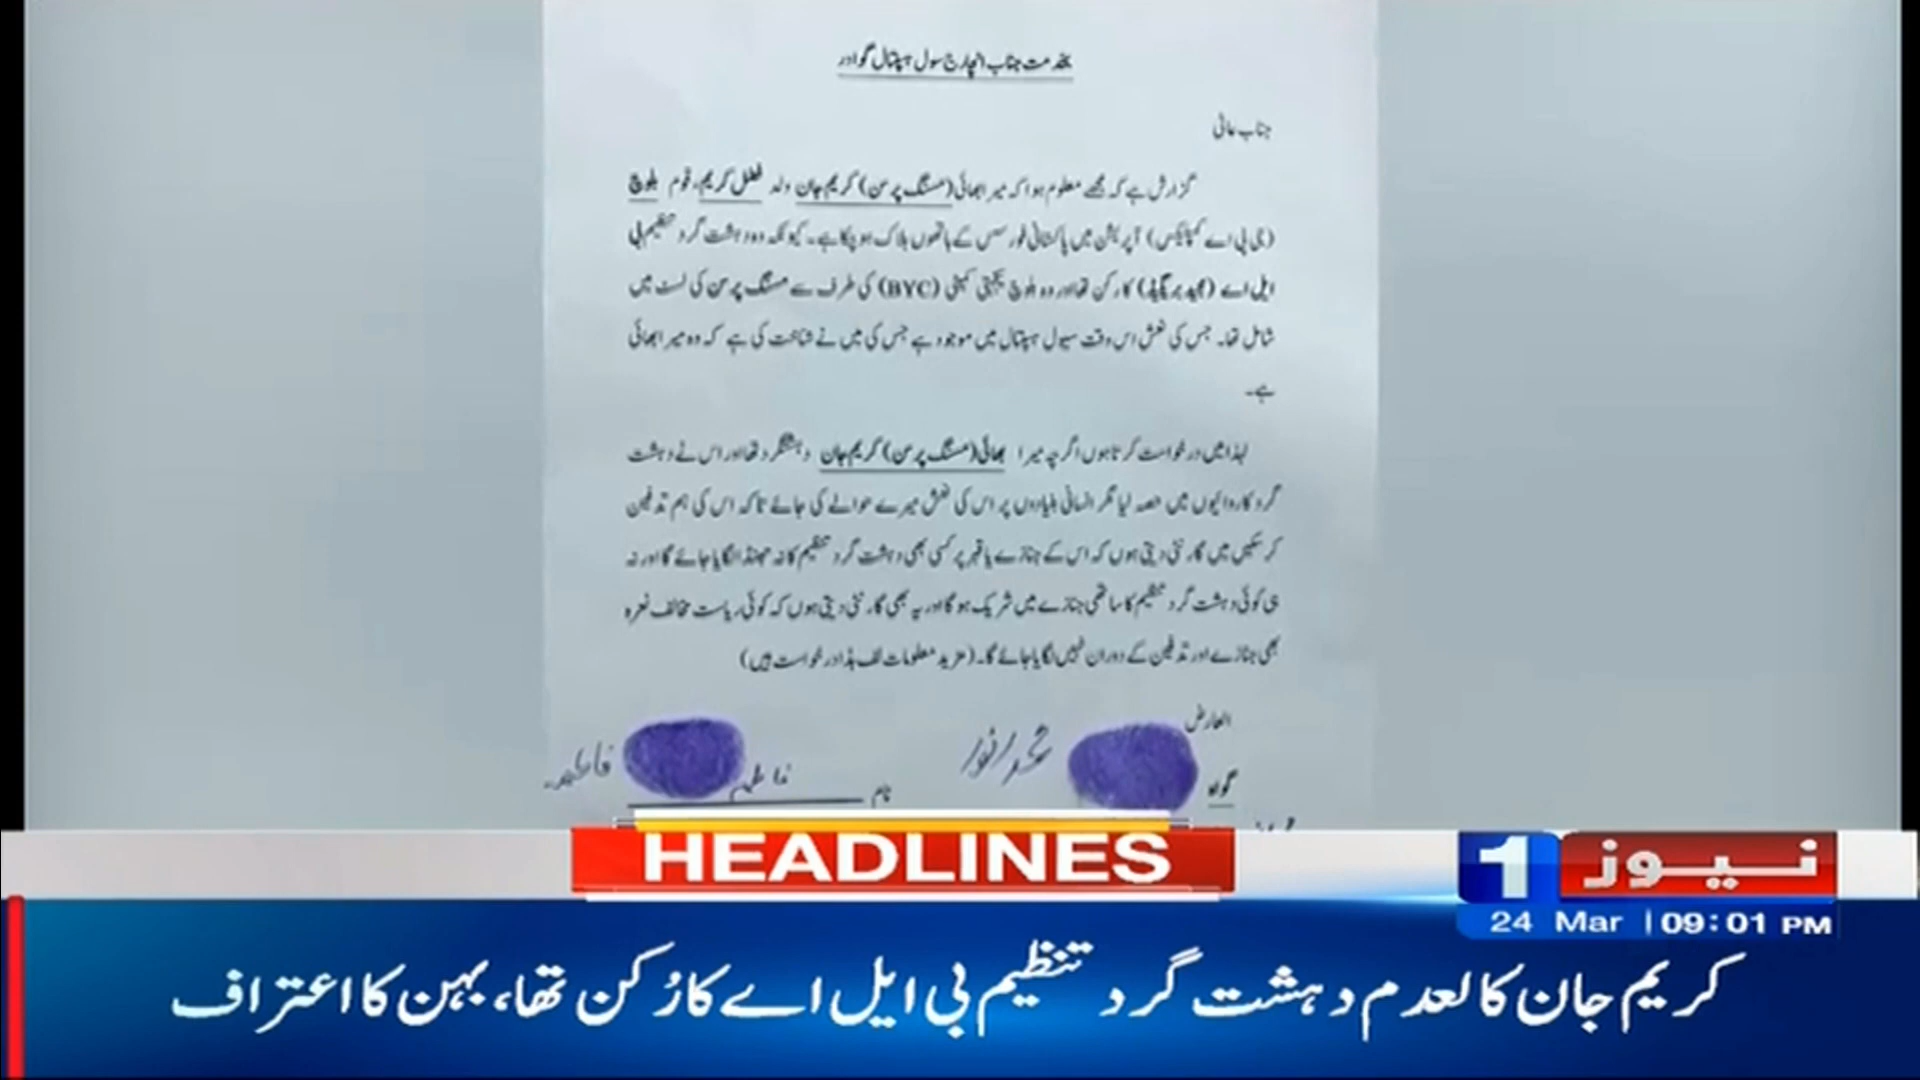 بخدمت جناب انچارج سول ہسپتال گوادر
جناب عالی
گزارش ہے کہ مجھے معلوم ہوا کہ میرا بھائی (مسنگ پرسن) کریم جان ولد فضل کریم، قوم بلوچ
(جی پی اے کمپلیکس) آپریشن میں پاکستانی فورسس کے ہاتھوں ہلاک ہو چکا ہے۔ کیونکہ وہ دہشت گرد تنظیم بی
ایل اے (مجید بریگیڈ) کا رکن تھا اور وہ بلوچ یکجہتی کمیٹی (BYC) کی طرف سے مسنگ پرسن کی لسٹ میں
شامل تھا۔ جس کی نعش اس وقت سیول ہسپتال میں موجود ہے جس کی میں نے شناخت کی ہے کہ وہ میرا بھائی
ہے۔
لہذا میں درخواست کرتا ہوں اگرچہ میرا بھائی (مسنگ پرسن) کریم جان دہشتگرد تھا اور اس نے دہشت
گرد کاروائیوں میں حصہ لیا مگر انسانی بنیادوں پر اس کی نعش میرے حوالے کی جائے تاکہ اس کی ہم تدفین
کر سکیں میں گارنٹی دیتی ہوں کہ اس کے جنازے یا قبر پر کسی بھی دہشت گرد تنظیم کا نہ جھنڈا لگایا جائے گا اور نہ
ہی کوئی دہشت گرد تنظیم کا ساتھی جنازے میں شریک ہو گا اور یہ بھی گارنٹی دیتی ہوں کہ کوئی ریاست مخالف نعرہ
بھی جنازے اور تدفین کے دوران نہیں لگایا جائے گا۔ (مزید معلومات لف ہذا درخواست ہیں)
العارض
گواہ محمد انور نام فاطمہ فاطمہ
HEADLINES
1 نیوز
24 Mar | 09:01 PM
کریم جان کالعدم دہشت گرد تنظیم بی ایل اے کا رُکن تھا، بہن کا اعتراف